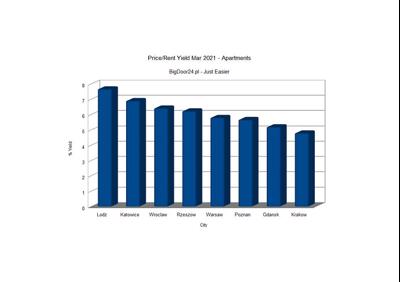 Price/Rent Yield Mar 2021 - Apartments
BigDoor24.pl - Just Easier
8
7
6
5
4
3
2
1
0
% Yield
Lodz Katowice Wroclaw Rzeszow Warsaw Poznan Gdansk Krakow
City